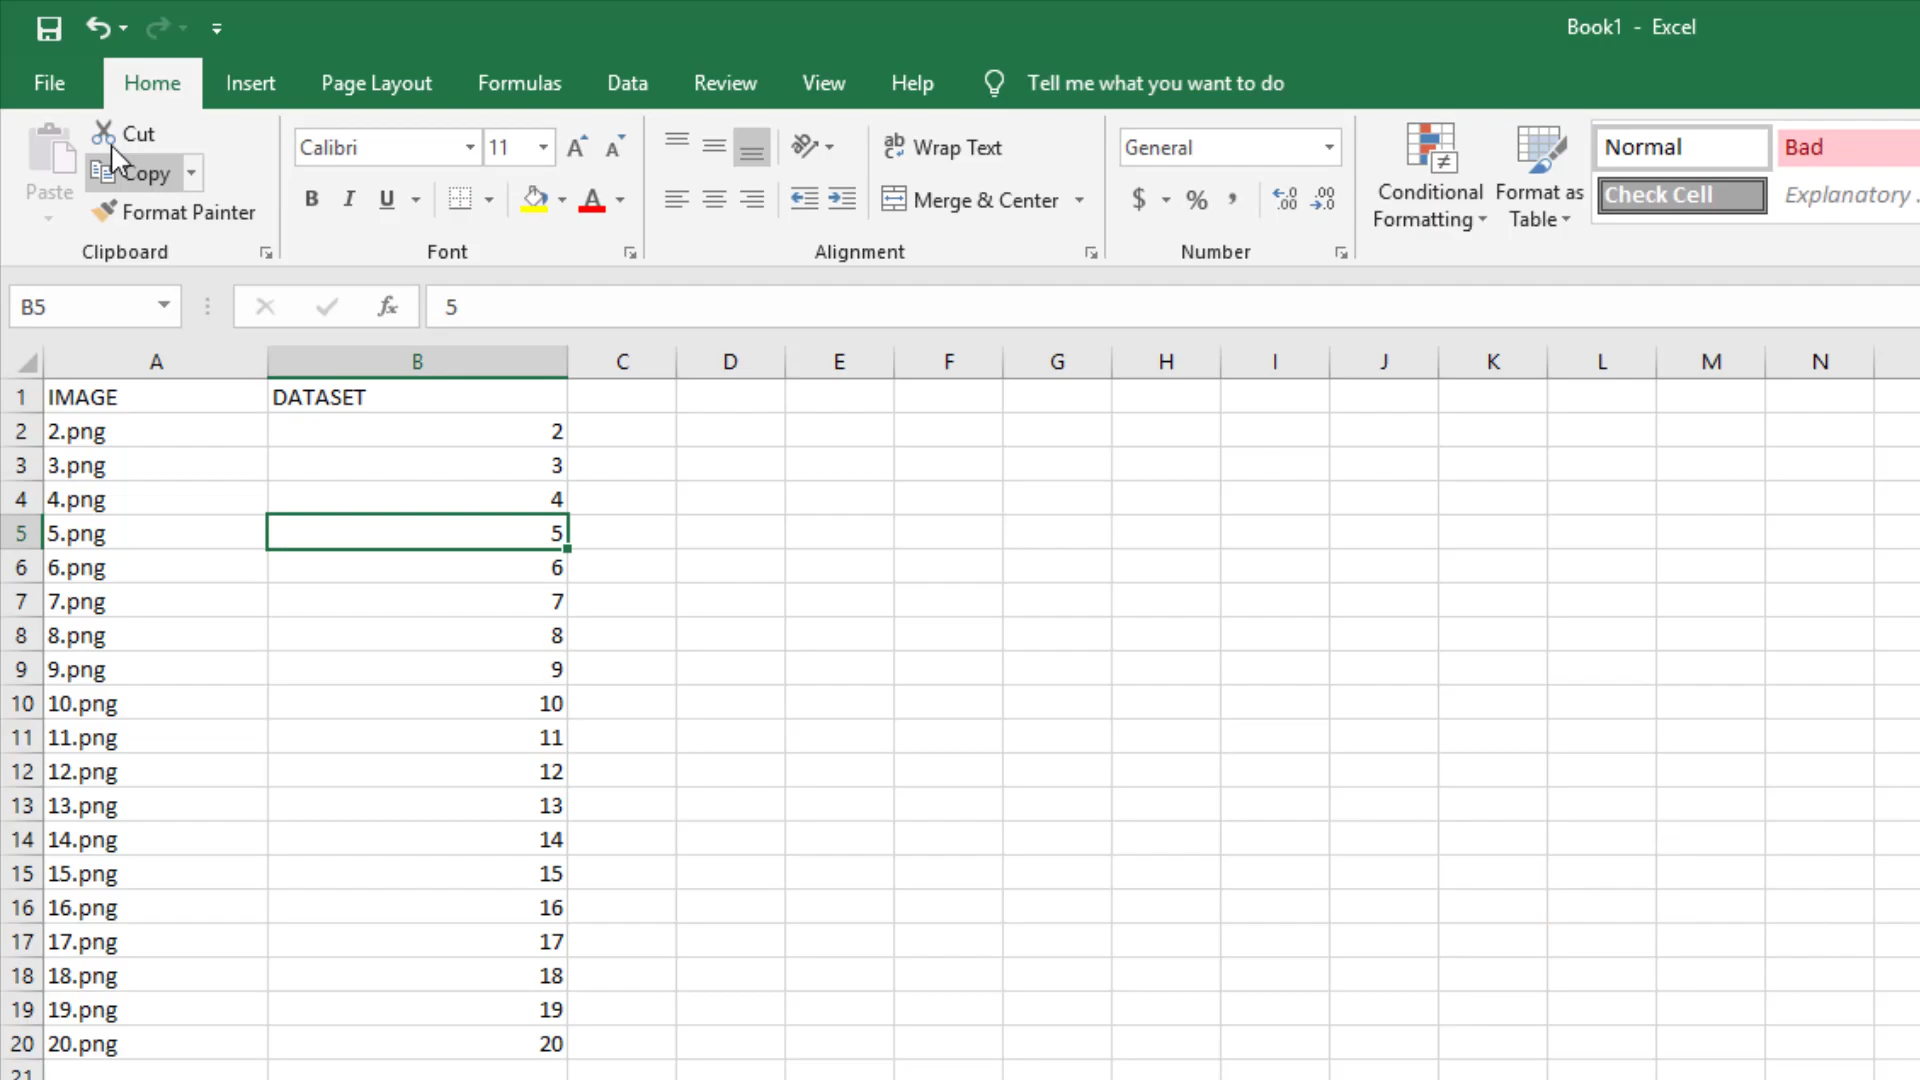 Book1 - Excel
File Home Insert Page Layout Formulas Data Review View Help Tell me what you want to do
Cut
Copy
Paste
Format Painter
Clipboard
Calibri 11
B I U
Font
Wrap Text
Merge & Center
Alignment
General
$ % ,
Number
Conditional Formatting
Format as Table
Normal Bad
Check Cell Explanatory ...
B5 fx 5
A B C D E F G H I J K L M N
1 IMAGE DATASET
2 2.png 2
3 3.png 3
4 4.png 4
5 5.png 5
6 6.png 6
7 7.png 7
8 8.png 8
9 9.png 9
10 10.png 10
11 11.png 11
12 12.png 12
13 13.png 13
14 14.png 14
15 15.png 15
16 16.png 16
17 17.png 17
18 18.png 18
19 19.png 19
20 20.png 20
21